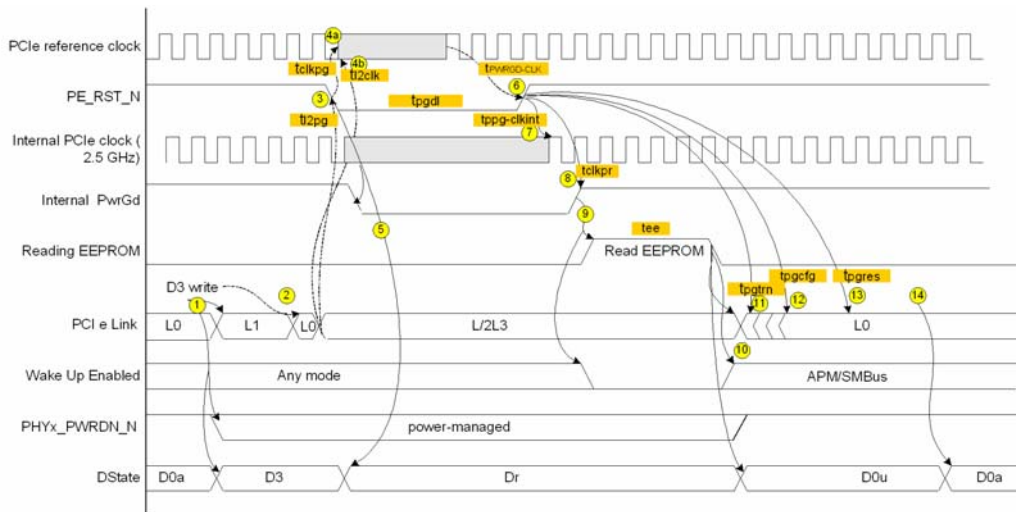 PCIe reference clock
4a
tclkpg
4b
tl2clk
tPWRGD-CLK
PE_RST_N
3
tpgdl
6
tl2pg
tppg-clkint
Internal PCIe clock (
2.5 GHz)
7
tclkpr
Internal PwrGd
8
9
5
tee
Reading EEPROM
Read EEPROM
D3 write
1
2
tpgtrn
tpgcfg
tpgres
11
12
13
14
PCI e Link
L0
L1
L0
L/2L3
L0
10
Wake Up Enabled
Any mode
APM/SMBus
PHYx_PWRDN_N
power-managed
DState
D0a
D3
Dr
D0u
D0a